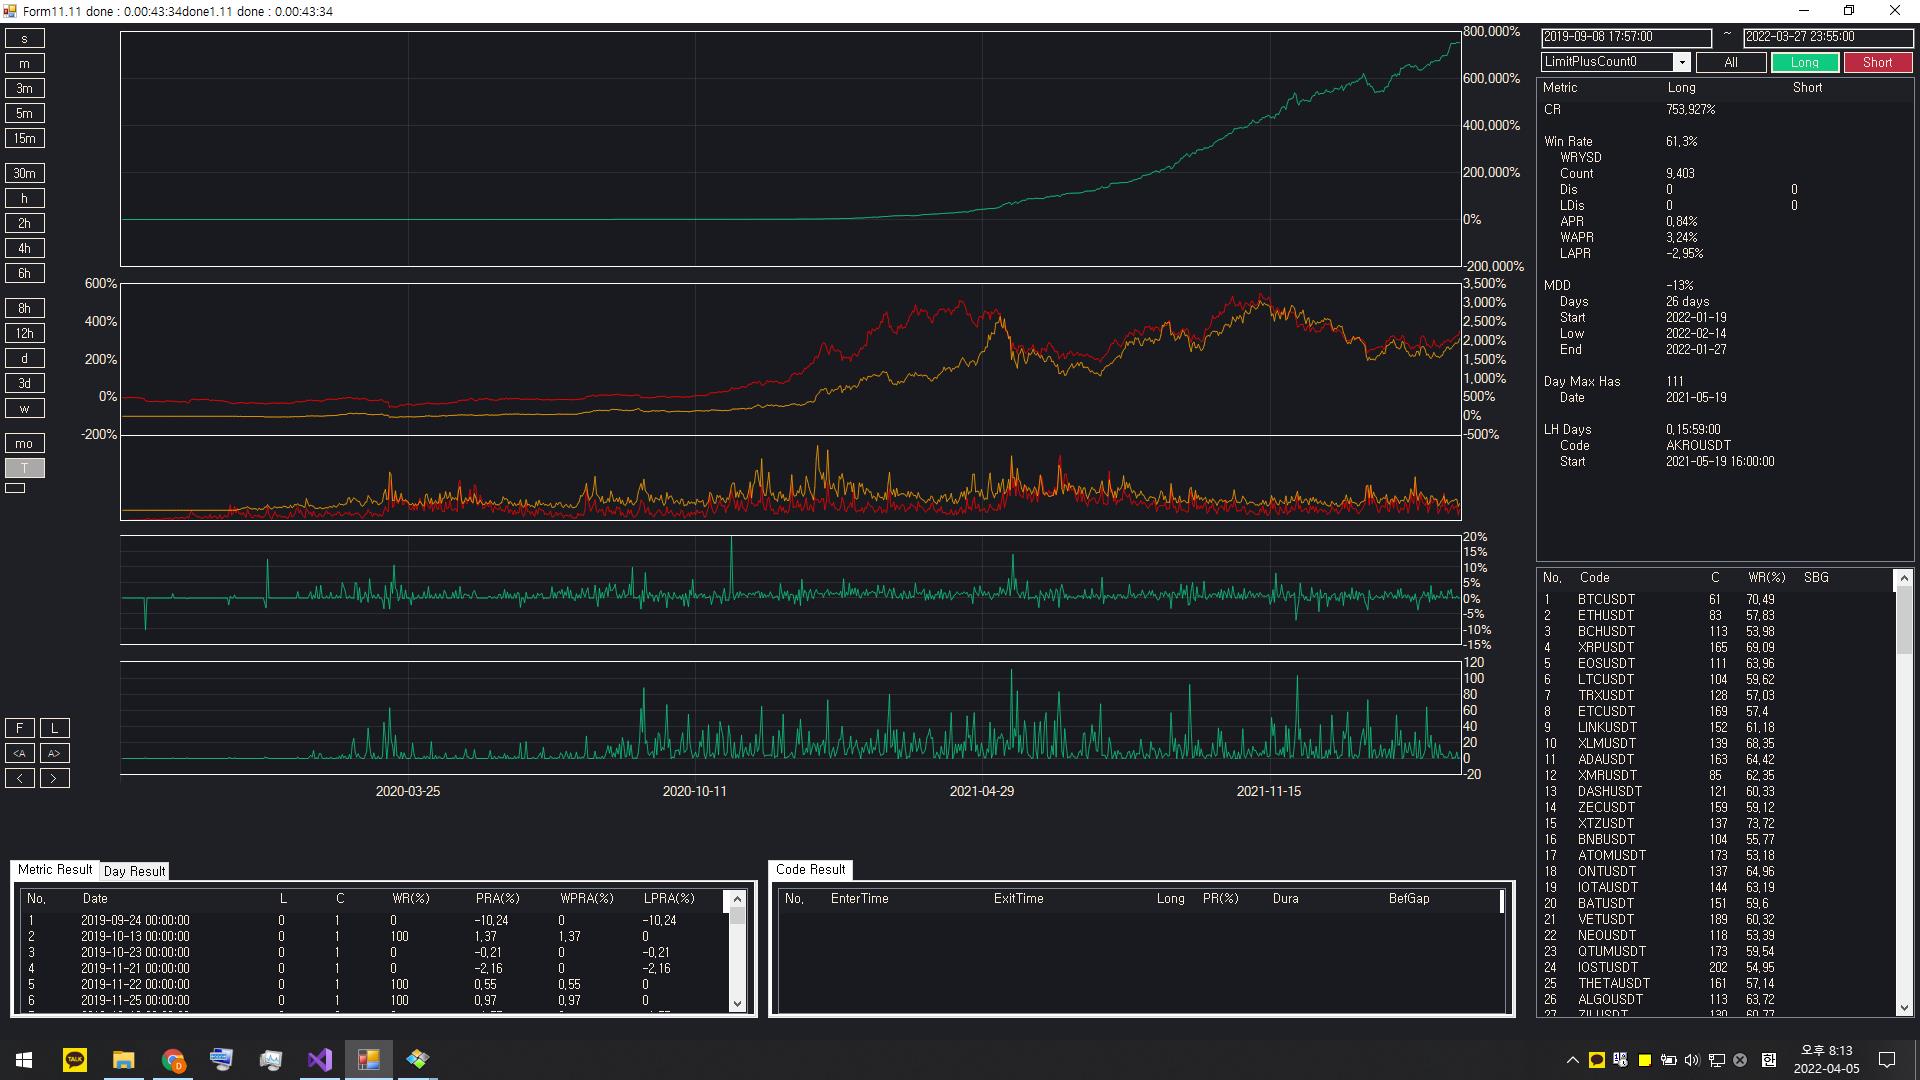 Form11.11 done : 0.00:43:34done1.11 done : 0.00:43:34
s
m
3m
5m
15m
30m
h
2h
4h
6h
8h
12h
d
3d
w
mo
T
F L
<A A>
< >
800,000%
600,000%
400,000%
200,000%
0%
-200,000%
600%
400%
200%
0%
-200%
3,500%
3,000%
2,500%
2,000%
1,500%
1,000%
500%
0%
-500%
20%
15%
10%
5%
0%
-5%
-10%
-15%
120
100
80
60
40
20
0
-20
2020-03-25 2020-10-11 2021-04-29 2021-11-15
2019-09-08 17:57:00 ~ 2022-03-27 23:55:00
LimitPlusCount0 All Long Short
Metric Long Short
CR 753,927%
Win Rate 61.3%
WRYSD
Count 9,403
Dis 0 0
LDis 0 0
APR 0.84%
WAPR 3.24%
LAPR -2.95%
MDD -13%
Days 26 days
Start 2022-01-19
Low 2022-02-14
End 2022-01-27
Day Max Has 111
Date 2021-05-19
LH Days 0.15:59:00
Code AKROUSDT
Start 2021-05-19 16:00:00
No. Code C WR(%) SBG
1 BTCUSDT 61 70.49
2 ETHUSDT 83 57.83
3 BCHUSDT 113 53.98
4 XRPUSDT 165 69.09
5 EOSUSDT 111 63.96
6 LTCUSDT 104 59.62
7 TRXUSDT 128 57.03
8 ETCUSDT 169 57.4
9 LINKUSDT 152 61.18
10 XLMUSDT 139 68.35
11 ADAUSDT 163 64.42
12 XMRUSDT 85 62.35
13 DASHUSDT 121 60.33
14 ZECUSDT 159 59.12
15 XTZUSDT 137 73.72
16 BNBUSDT 104 55.77
17 ATOMUSDT 173 53.18
18 ONTUSDT 137 64.96
19 IOTAUSDT 144 63.19
20 BATUSDT 151 59.6
21 VETUSDT 189 60.32
22 NEOUSDT 118 53.39
23 QTUMUSDT 173 59.54
24 IOSTUSDT 202 54.95
25 THETAUSDT 161 57.14
26 ALGOUSDT 113 63.72
27 ZILUSDT 130 60.77
Metric Result Day Result
No. Date L C WR(%) PRA(%) WPRA(%) LPRA(%)
1 2019-09-24 00:00:00 0 1 0 -10.24 0 -10.24
2 2019-10-13 00:00:00 0 1 100 1.37 1.37 0
3 2019-10-23 00:00:00 0 1 0 -0.21 0 -0.21
4 2019-11-21 00:00:00 0 1 0 -2.16 0 -2.16
5 2019-11-22 00:00:00 0 1 100 0.55 0.55 0
6 2019-11-25 00:00:00 0 1 100 0.97 0.97 0
Code Result
No. EnterTime ExitTime Long PR(%) Dura BefGap
TALK
D
한
오후 8:13
2022-04-05